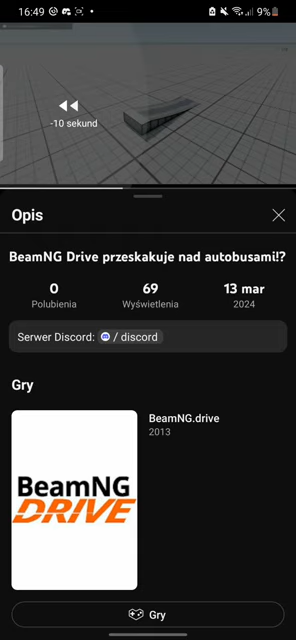 16:49
9%
-10 sekund
Opis
BeamNG Drive przeskakuje nad autobusami!?
0
Polubienia
69
Wyświetlenia
13 mar
2024
Serwer Discord: / discord
Gry
BeamNG
DRIVE
BeamNG.drive
2013
Gry